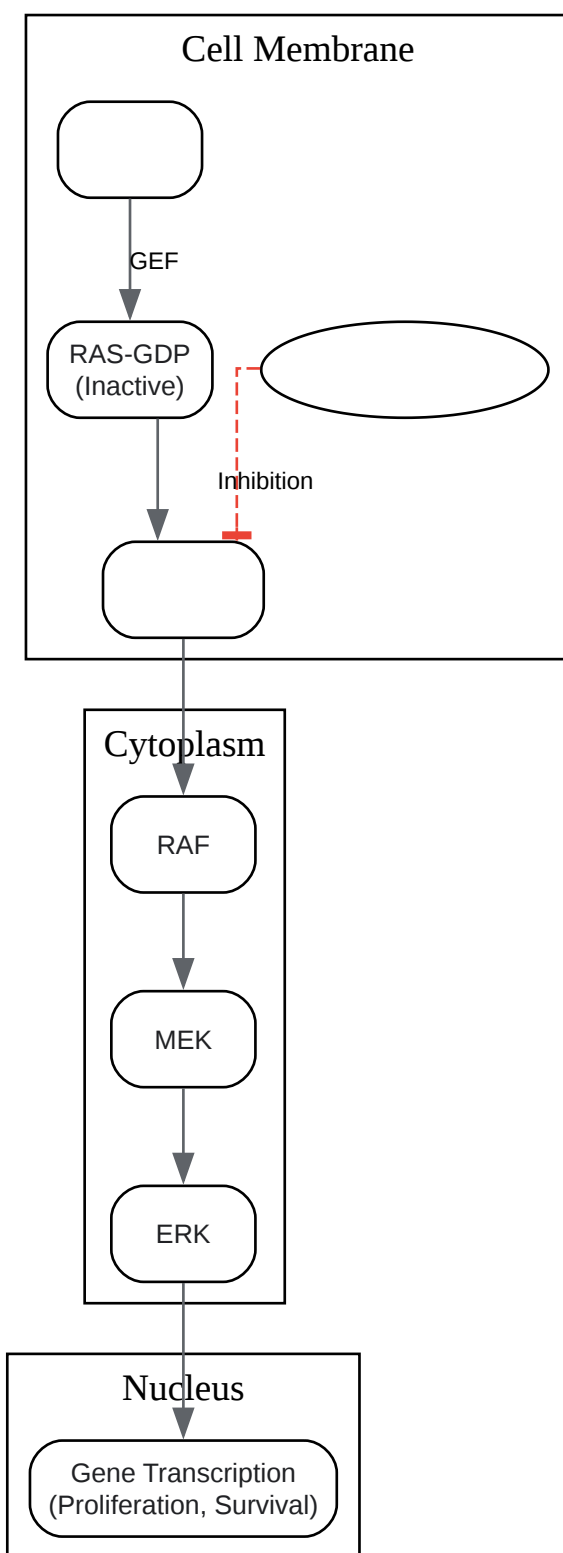 Cell Membrane
GEF
RAS-GDP
(Inactive)
Inhibition
Cytoplasm
RAF
MEK
ERK
Nucleus
Gene Transcription
(Proliferation, Survival)